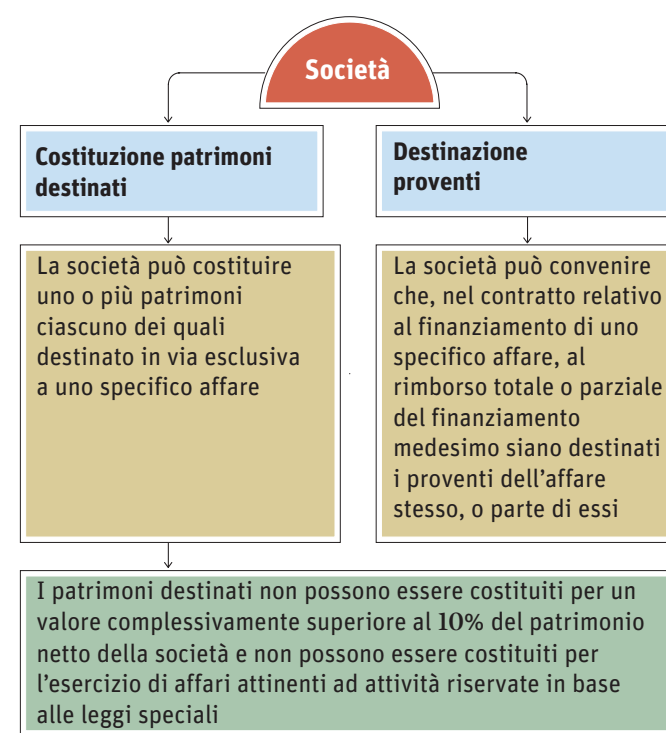 Società
Costituzione patrimoni
destinati
Destinazione
proventi
La società può costituire
uno o più patrimoni
ciascuno dei quali
destinato in via esclusiva
a uno specifico affare
La società può convenire
che, nel contratto relativo
al finanziamento di uno
specifico affare, al
rimborso totale o parziale
del finanziamento
medesimo siano destinati
i proventi dell’affare
stesso, o parte di essi
I patrimoni destinati non possono essere costituiti per un
valore complessivamente superiore al 10% del patrimonio
netto della società e non possono essere costituiti per
l’esercizio di affari attinenti ad attività riservate in base
alle leggi speciali